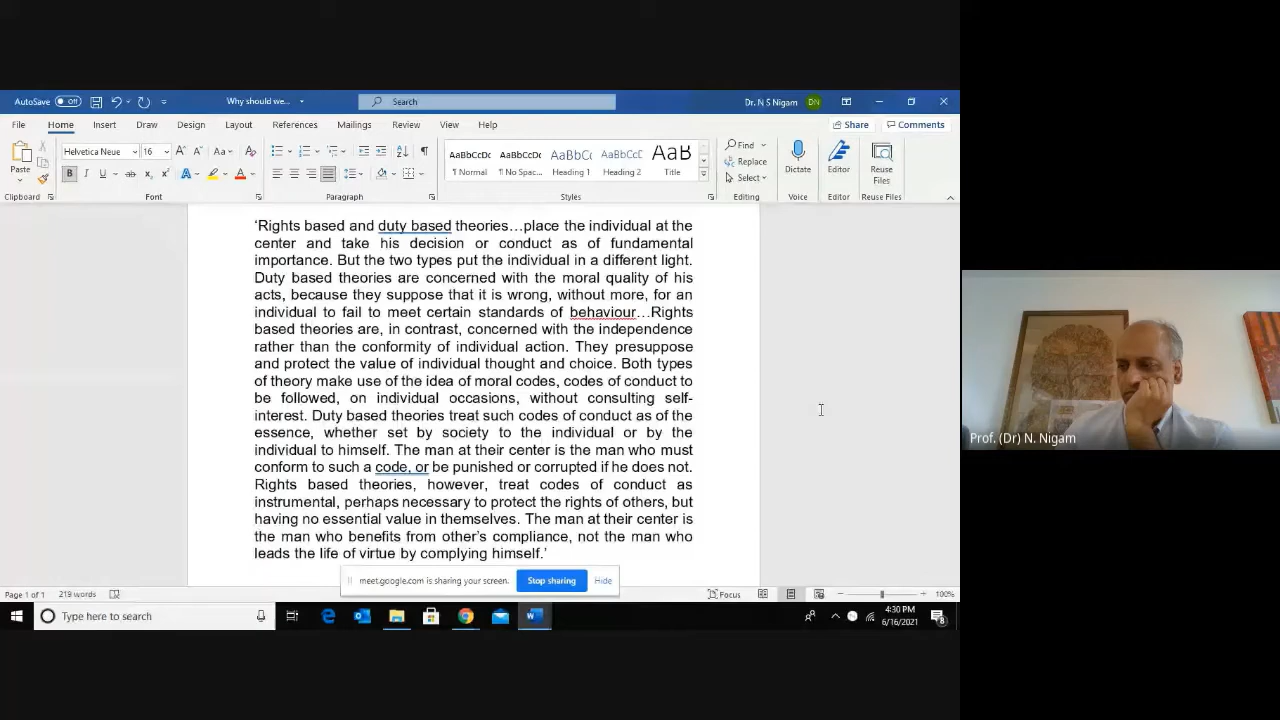 AutoSave Off Why should we... Search Dr. N S Nigam DN
File Home Insert Draw Design Layout References Mailings Review View Help Share Comments
Helvetica Neue 16 Find
Paste Replace Select
AaBbCcDc AaBbCcDc AaBbCc AaBbCcC AaB
¶ Normal ¶ No Spac... Heading 1 Heading 2 Title
Dictate Editor Reuse Files
Clipboard Font Paragraph Styles Editing Voice Editor Reuse Files
‘Rights based and duty based theories…place the individual at the
center and take his decision or conduct as of fundamental
importance. But the two types put the individual in a different light.
Duty based theories are concerned with the moral quality of his
acts, because they suppose that it is wrong, without more, for an
individual to fail to meet certain standards of behaviour…Rights
based theories are, in contrast, concerned with the independence
rather than the conformity of individual action. They presuppose
and protect the value of individual thought and choice. Both types
of theory make use of the idea of moral codes, codes of conduct to
be followed, on individual occasions, without consulting self-
interest. Duty based theories treat such codes of conduct as of the
essence, whether set by society to the individual or by the
individual to himself. The man at their center is the man who must
conform to such a code, or be punished or corrupted if he does not.
Rights based theories, however, treat codes of conduct as
instrumental, perhaps necessary to protect the rights of others, but
having no essential value in themselves. The man at their center is
the man who benefits from other’s compliance, not the man who
leads the life of virtue by complying himself.’
meet.google.com is sharing your screen. Stop sharing Hide
Page 1 of 1 219 words Focus 100%
Type here to search
4:30 PM
6/16/2021
8
Prof. (Dr) N. Nigam